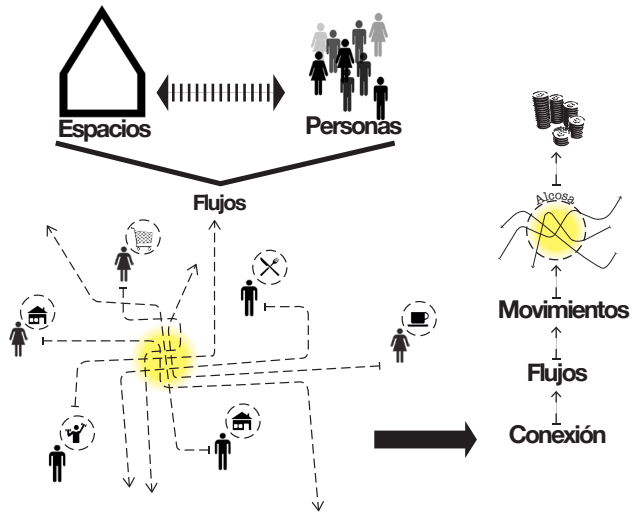 Espacios
Personas
Flujos
Alcosa
Movimientos
Flujos
Conexión